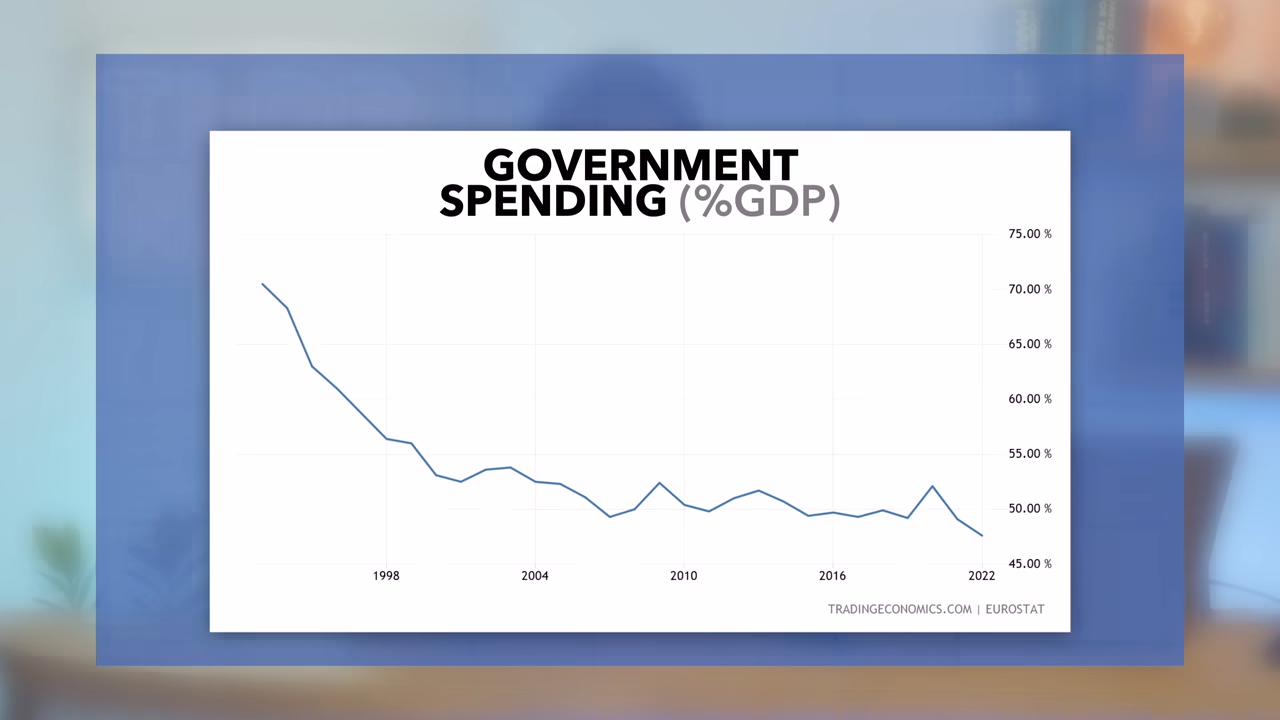 GOVERNMENT
SPENDING (%GDP)
75.00 %
70.00 %
65.00 %
60.00 %
55.00 %
50.00 %
45.00 %
1998 2004 2010 2016 2022
TRADINGECONOMICS.COM | EUROSTAT